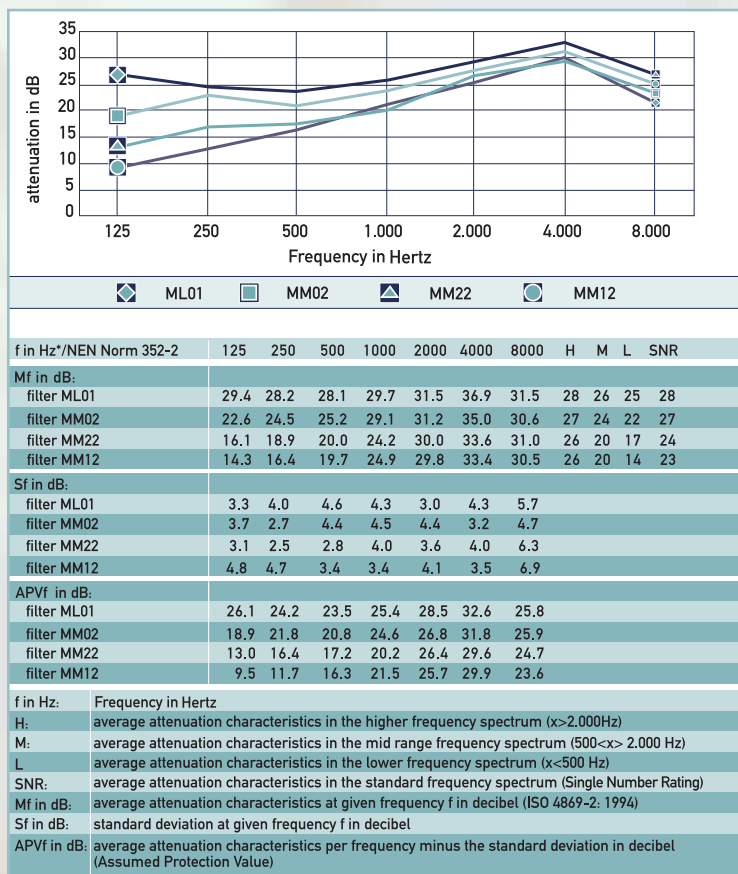 35
30
25
20
15
10
5
0
attenuation in dB
125 250 500 1.000 2.000 4.000 8.000
Frequency in Hertz
ML01 MM02 MM22 MM12
f in Hz*/NEN Norm 352-2 125 250 500 1000 2000 4000 8000 H M L SNR
Mf in dB:
filter ML01 29.4 28.2 28.1 29.7 31.5 36.9 31.5 28 26 25 28
filter MM02 22.6 24.5 25.2 29.1 31.2 35.0 30.6 27 24 22 27
filter MM22 16.1 18.9 20.0 24.2 30.0 33.6 31.0 26 20 17 24
filter MM12 14.3 16.4 19.7 24.9 29.8 33.4 30.5 26 20 14 23
Sf in dB:
filter ML01 3.3 4.0 4.6 4.3 3.0 4.3 5.7
filter MM02 3.7 2.7 4.4 4.5 4.4 3.2 4.7
filter MM22 3.1 2.5 2.8 4.0 3.6 4.0 6.3
filter MM12 4.8 4.7 3.4 3.4 4.1 3.5 6.9
APVf in dB:
filter ML01 26.1 24.2 23.5 25.4 28.5 32.6 25.8
filter MM02 18.9 21.8 20.8 24.6 26.8 31.8 25.9
filter MM22 13.0 16.4 17.2 20.2 26.4 29.6 24.7
filter MM12 9.5 11.7 16.3 21.5 25.7 29.9 23.6
f in Hz: Frequency in Hertz
H: average attenuation characteristics in the higher frequency spectrum (x>2.000Hz)
M: average attenuation characteristics in the mid range frequency spectrum (500<x> 2.000 Hz)
L average attenuation characteristics in the lower frequency spectrum (x<500 Hz)
SNR: average attenuation characteristics in the standard frequency spectrum (Single Number Rating)
Mf in dB: average attenuation characteristics at given frequency f in decibel (ISO 4869-2: 1994)
Sf in dB: standard deviation at given frequency f in decibel
APVf in dB: average attenuation characteristics per frequency minus the standard deviation in decibel
(Assumed Protection Value)